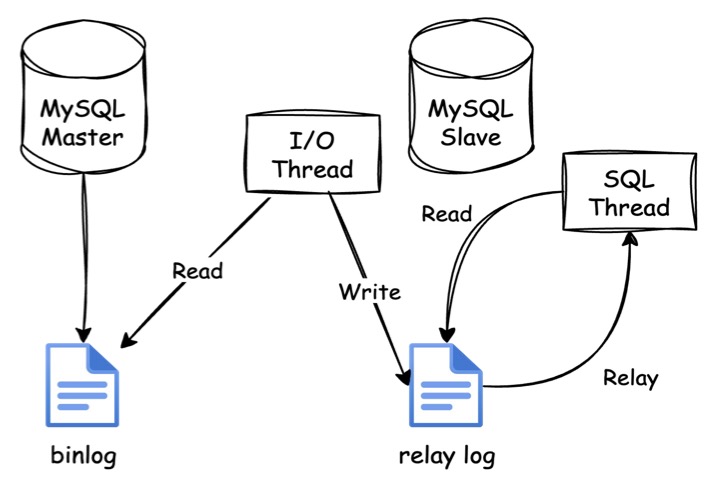 MySQL
Master
I/O
Thread
MySQL
Slave
SQL
Thread
Read
Read
Write
Relay
binlog
relay log